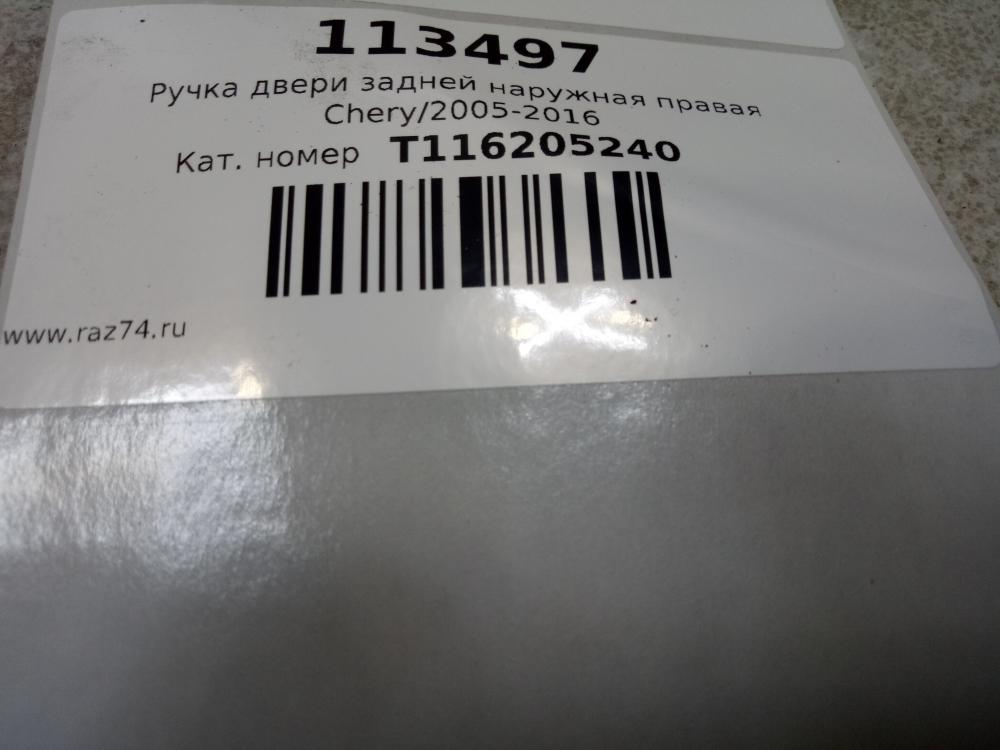 113497
Ручка двери задней наружная правая
Chery/2005-2016
Кат. номер T116205240
www.raz74.ru